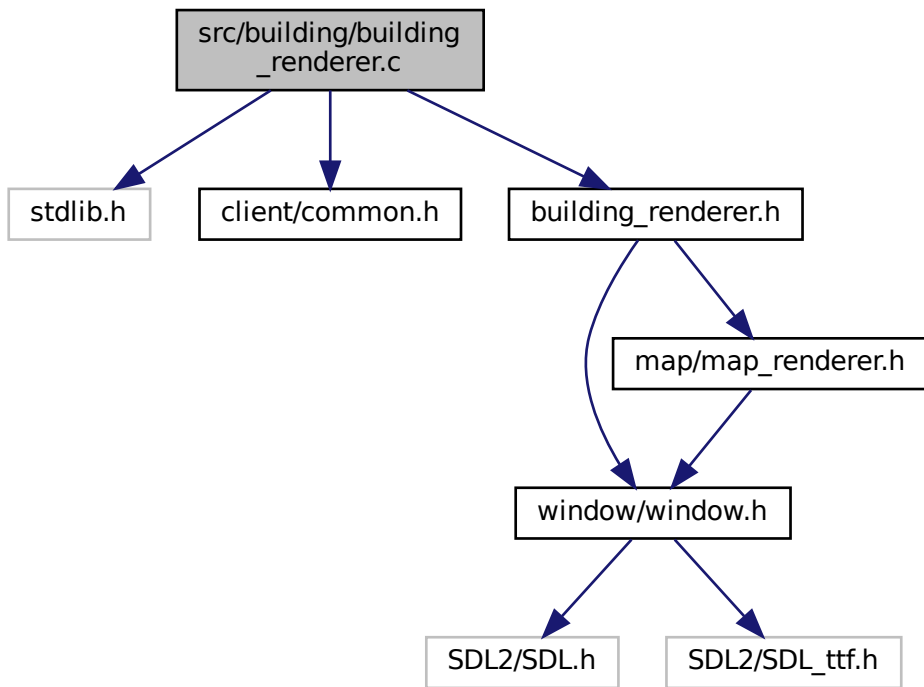 src/building/building
_renderer.c
stdlib.h
client/common.h
building_renderer.h
map/map_renderer.h
window/window.h
SDL2/SDL.h
SDL2/SDL_ttf.h